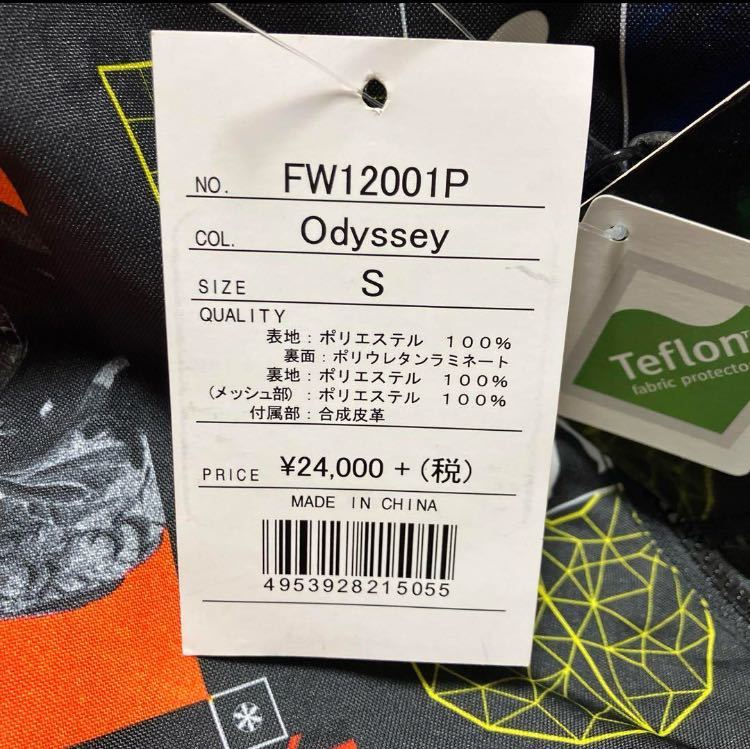 NO. FW12001P
COL. Odyssey
SIZE S
QUALITY
表地：ポリエステル 100%
裏面：ポリウレタンラミネート
裏地：ポリエステル 100%
(メッシュ部)：ポリエステル 100%
付属部：合成皮革
PRICE ¥24,000 +(税)
MADE IN CHINA
4953928215055
Teflon
fabric protector